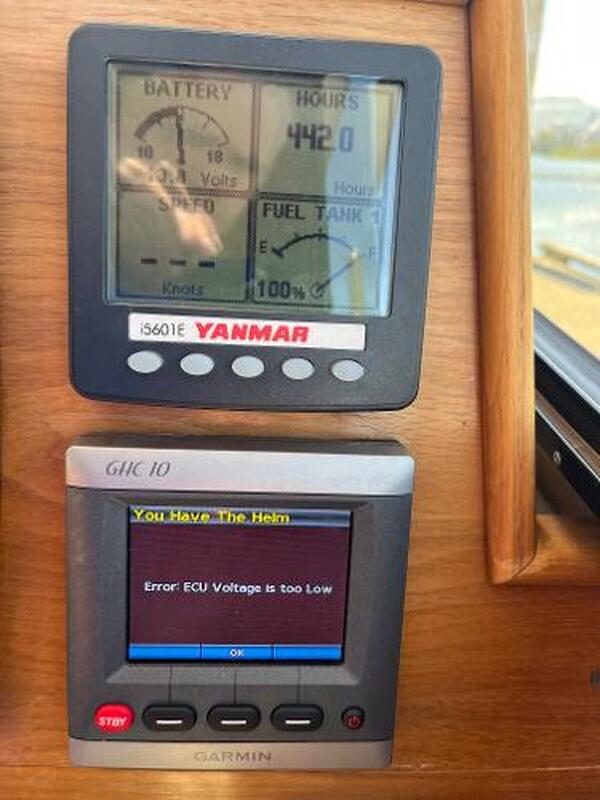 BATTERY
10 18
Volts
HOURS
442.0
Hours
SPEED
- - -
Knots
FUEL TANK 1
E F
100%
i5601E YANMAR
GHC 10
You Have The Helm
Error: ECU Voltage is too Low
OK
STBY
GARMIN